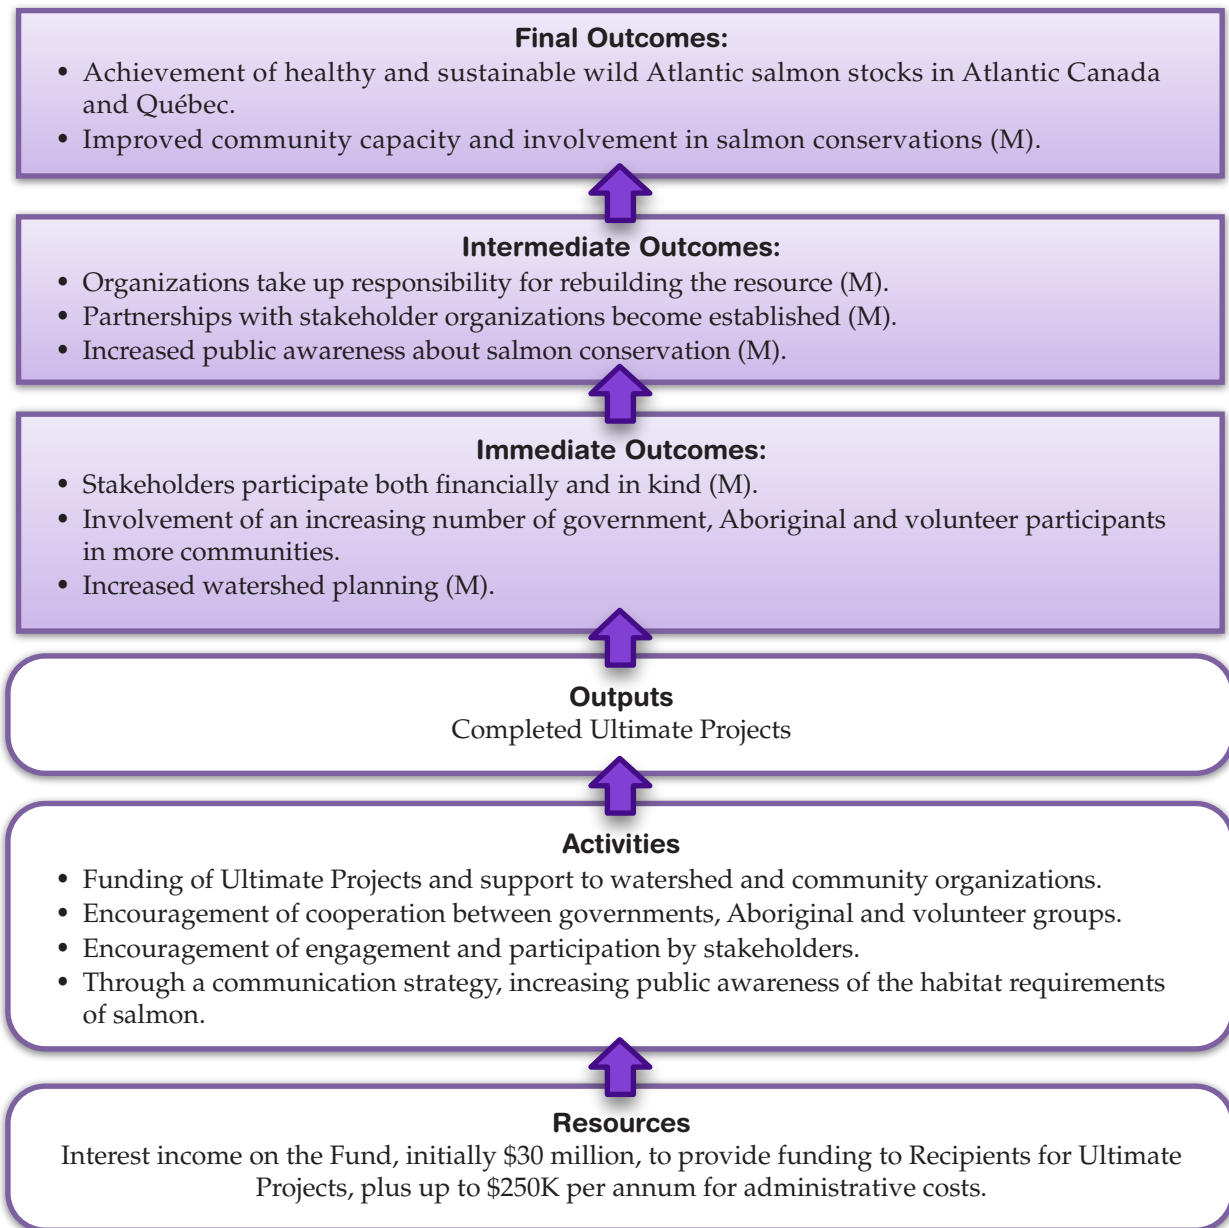 Final Outcomes:
• Achievement of healthy and sustainable wild Atlantic salmon stocks in Atlantic Canada
and Québec.
• Improved community capacity and involvement in salmon conservations (M).
Intermediate Outcomes:
• Organizations take up responsibility for rebuilding the resource (M).
• Partnerships with stakeholder organizations become established (M).
• Increased public awareness about salmon conservation (M).
Immediate Outcomes:
• Stakeholders participate both financially and in kind (M).
• Involvement of an increasing number of government, Aboriginal and volunteer participants
in more communities.
• Increased watershed planning (M).
Outputs
Completed Ultimate Projects
Activities
• Funding of Ultimate Projects and support to watershed and community organizations.
• Encouragement of cooperation between governments, Aboriginal and volunteer groups.
• Encouragement of engagement and participation by stakeholders.
• Through a communication strategy, increasing public awareness of the habitat requirements
of salmon.
Resources
Interest income on the Fund, initially $30 million, to provide funding to Recipients for Ultimate
Projects, plus up to $250K per annum for administrative costs.